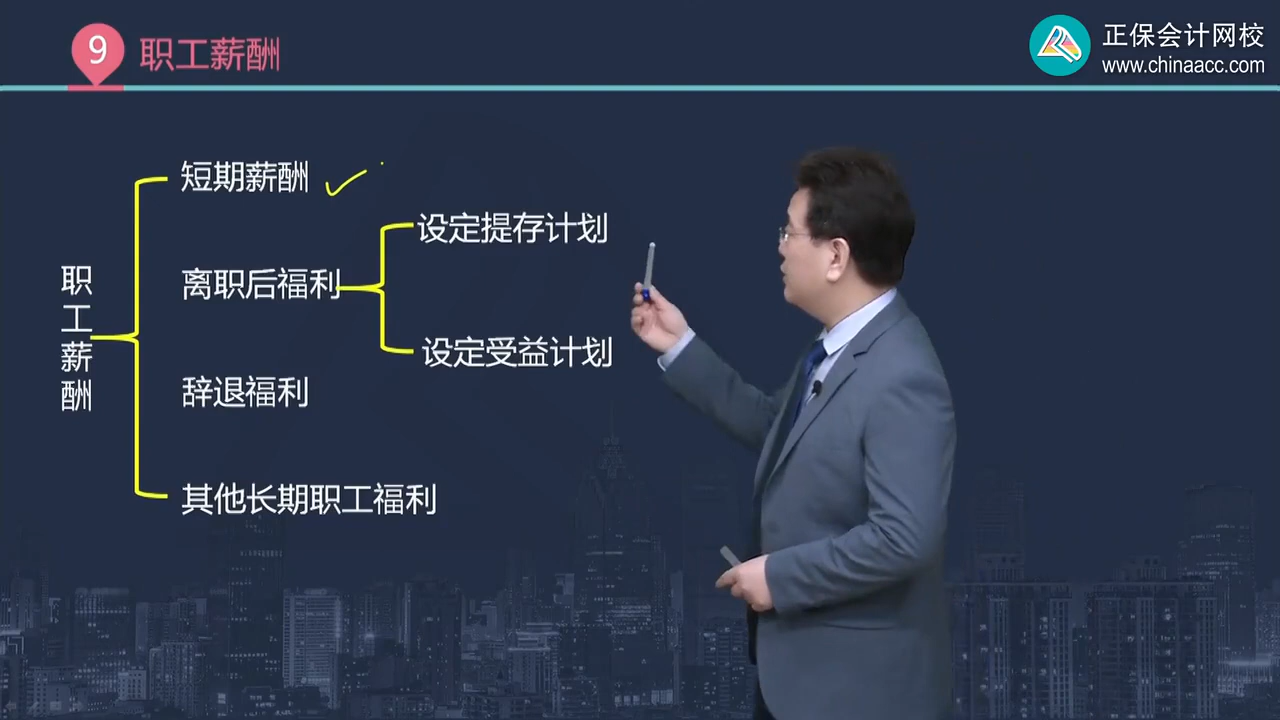 9 职工薪酬
正保会计网校
www.chinaacc.com
职工薪酬
短期薪酬
离职后福利
设定提存计划
设定受益计划
辞退福利
其他长期职工福利